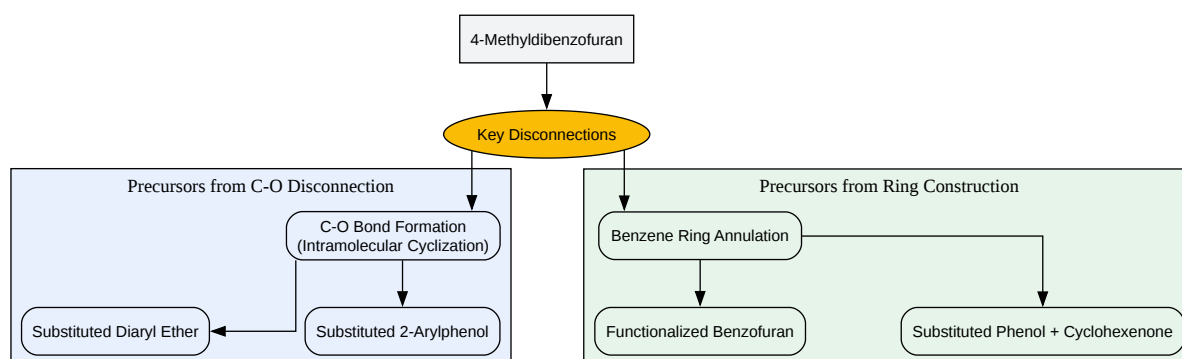 4-Methyldibenzofuran
Key Disconnections
Precursors from C-O Disconnection
C-O Bond Formation
(Intramolecular Cyclization)
Substituted Diaryl Ether
Substituted 2-Arylphenol
Precursors from Ring Construction
Benzene Ring Annulation
Functionalized Benzofuran
Substituted Phenol + Cyclohexenone